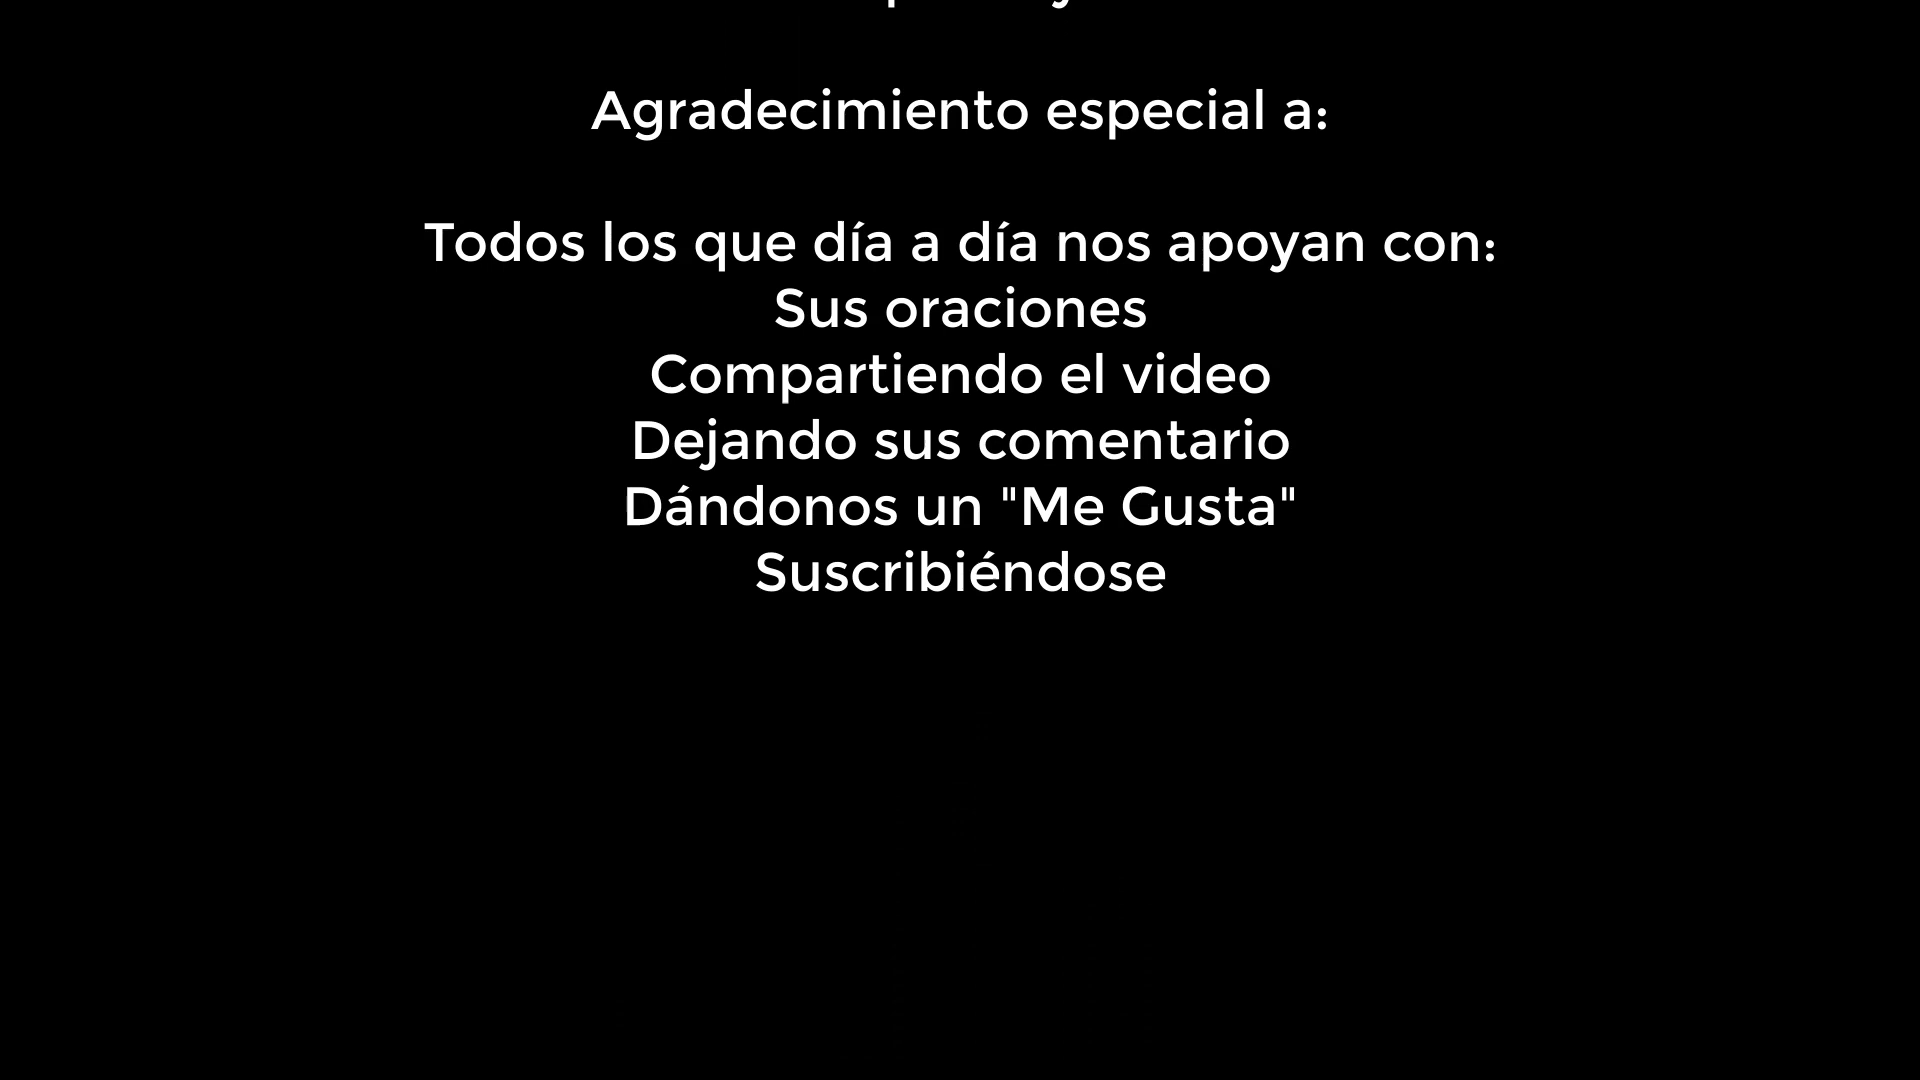 Agradecimiento especial a:
Todos los que día a día nos apoyan con:
Sus oraciones
Compartiendo el video
Dejando sus comentario
Dándonos un "Me Gusta"
Suscribiéndose